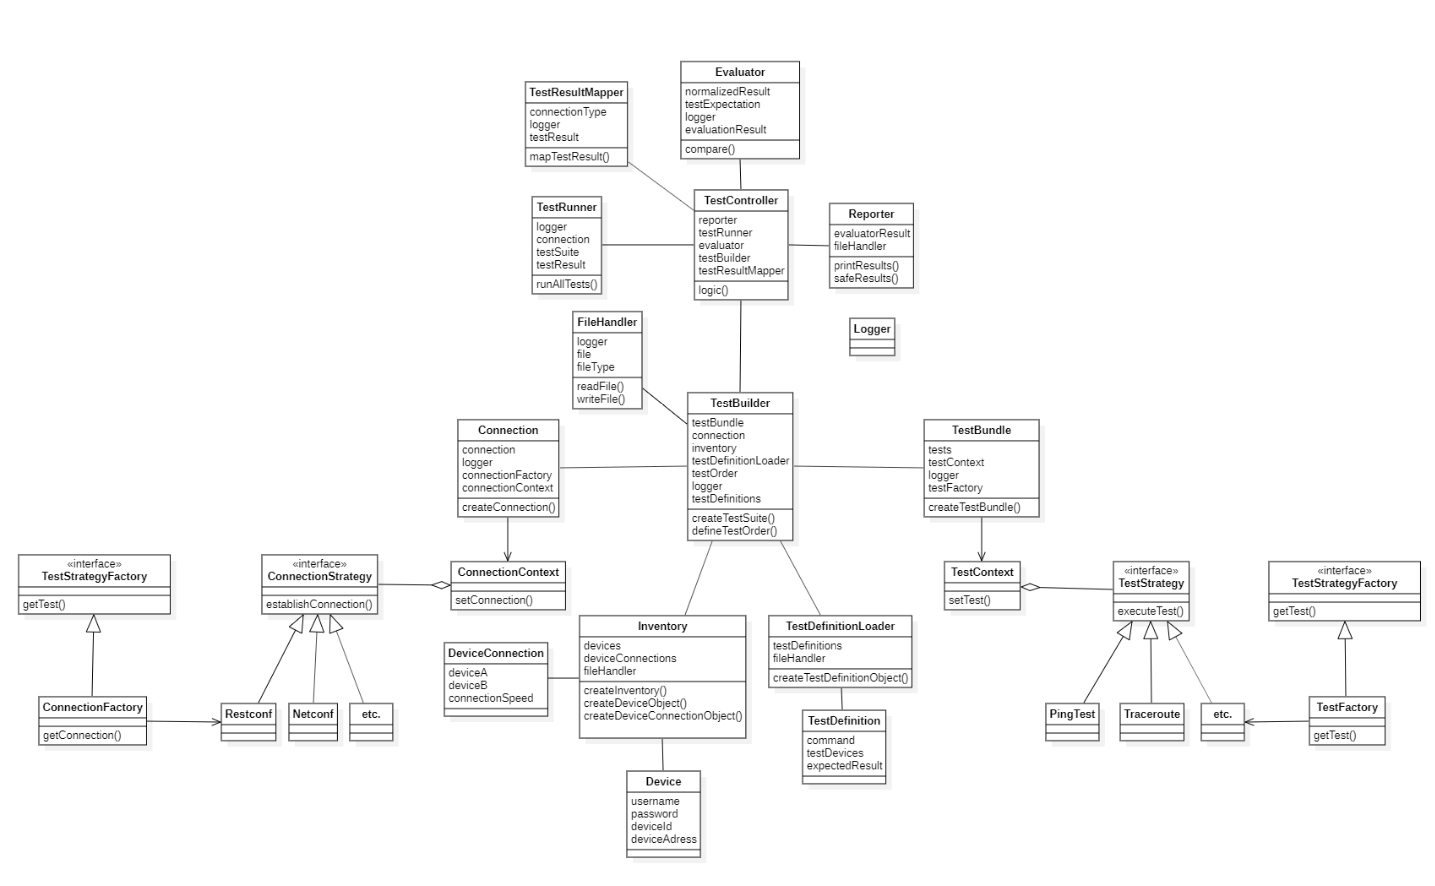 Evaluator
normalizedResult
testExpectation
logger
evaluationResult
compare()
TestResultMapper
connectionType
logger
testResult
mapTestResult()
TestController
reporter
testRunner
evaluator
testBuilder
testResultMapper
logic()
TestRunner
logger
connection
testSuite
testResult
runAllTests()
Reporter
evaluatorResult
fileHandler
printResults()
safeResults()
FileHandler
logger
file
fileType
readFile()
writeFile()
Logger
TestBuilder
testBundle
connection
inventory
testDefinitionLoader
testOrder
logger
testDefinitions
createTestSuite()
defineTestOrder()
Connection
connection
logger
connectionFactory
connectionContext
createConnection()
TestBundle
tests
testContext
logger
testFactory
createTestBundle()
«interface»
TestStrategyFactory
getTest()
«interface»
ConnectionStrategy
establishConnection()
ConnectionContext
setConnection()
TestContext
setTest()
«interface»
TestStrategy
executeTest()
«interface»
TestStrategyFactory
getTest()
DeviceConnection
deviceA
deviceB
connectionSpeed
Inventory
devices
deviceConnections
fileHandler
createInventory()
createDeviceObject()
createDeviceConnectionObject()
TestDefinitionLoader
testDefinitions
fileHandler
createTestDefinitionObject()
ConnectionFactory
getConnection()
Restconf
Netconf
etc.
TestDefinition
command
testDevices
expectedResult
PingTest
Traceroute
etc.
TestFactory
getTest()
Device
username
password
deviceId
deviceAdress